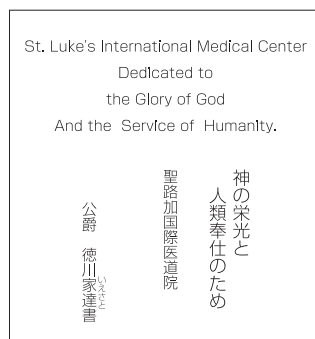 St. Luke's International Medical Center
Dedicated to
the Glory of God
And the Service of Humanity.
神の栄光と
人類奉仕のため
聖路加国際医道院
公爵 徳川家達書
いえさと